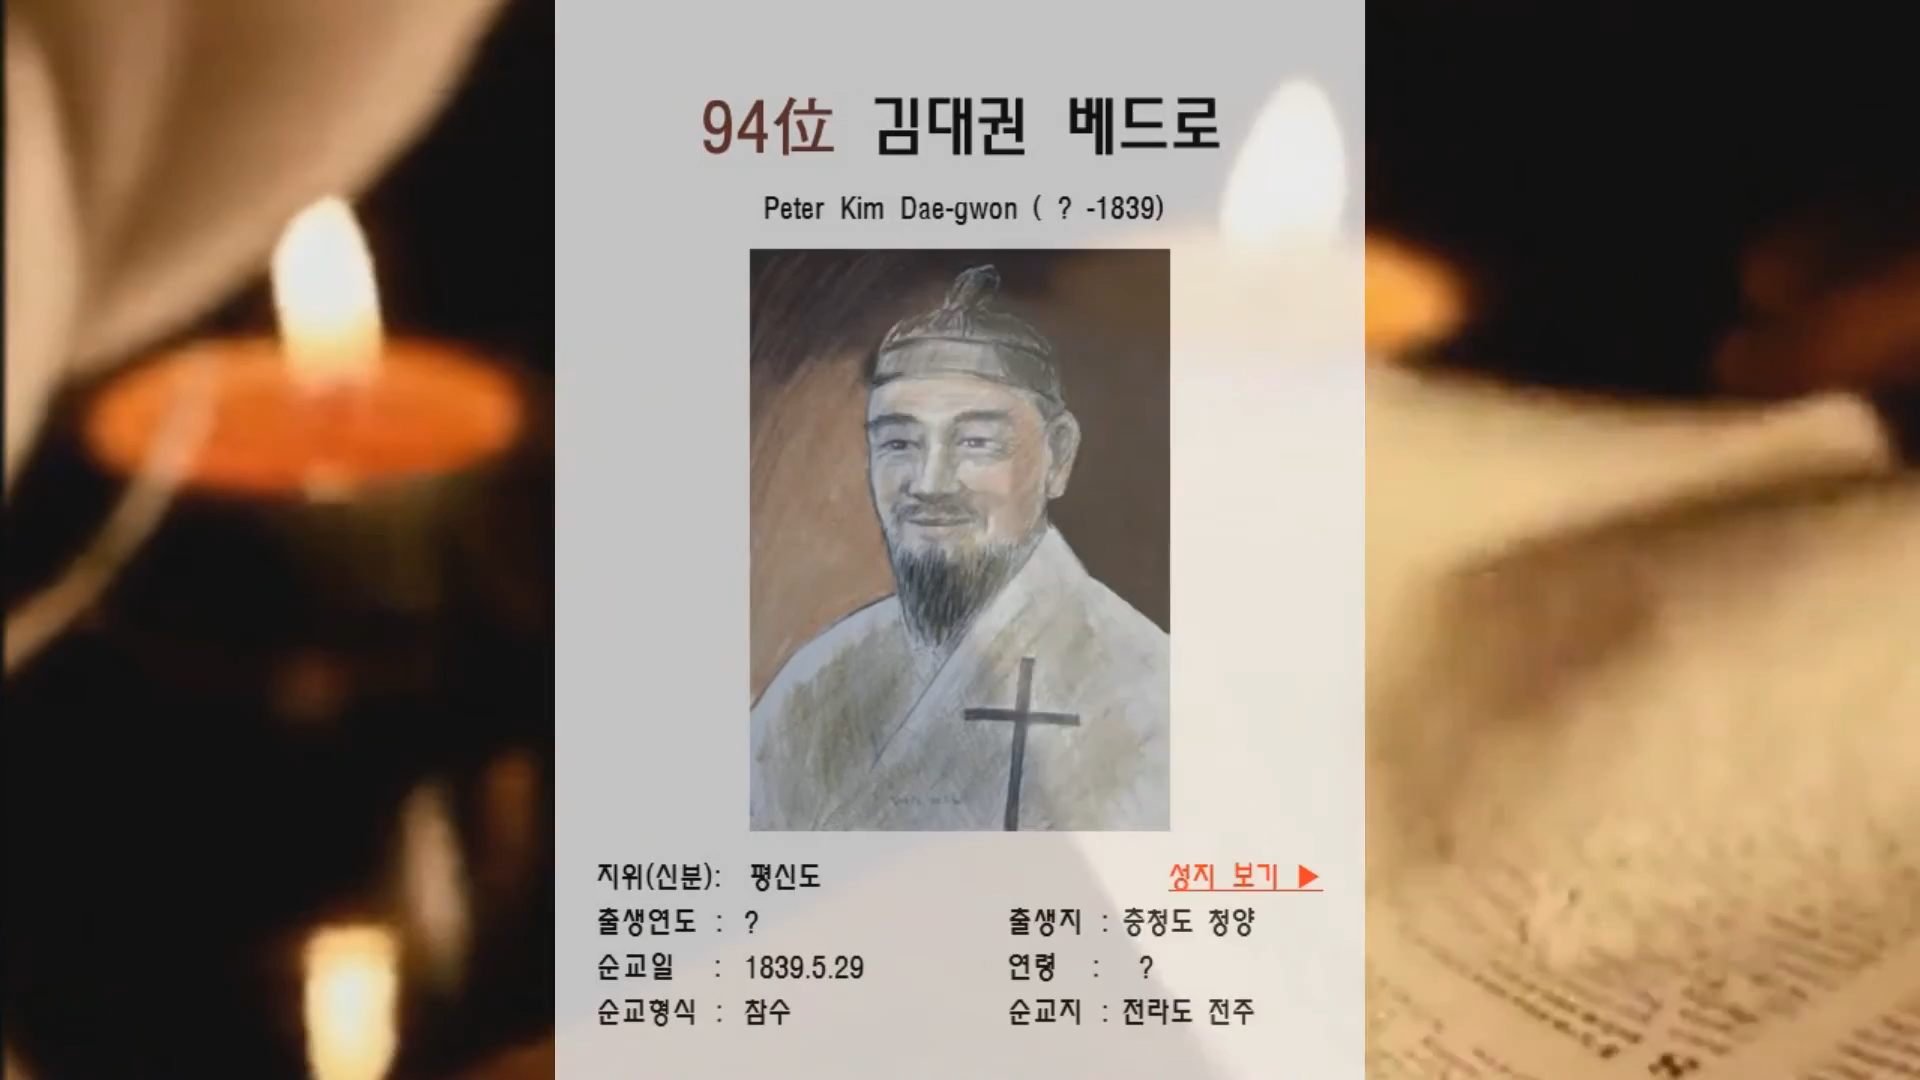 94位 김대권 베드로
Peter Kim Dae-gwon ( ? -1839)
지위(신분): 평신도
성지 보기 ▶
출생연도 : ?
출생지 : 충청도 청양
순교일 : 1839.5.29
연령 : ?
순교형식 : 참수
순교지 : 전라도 전주